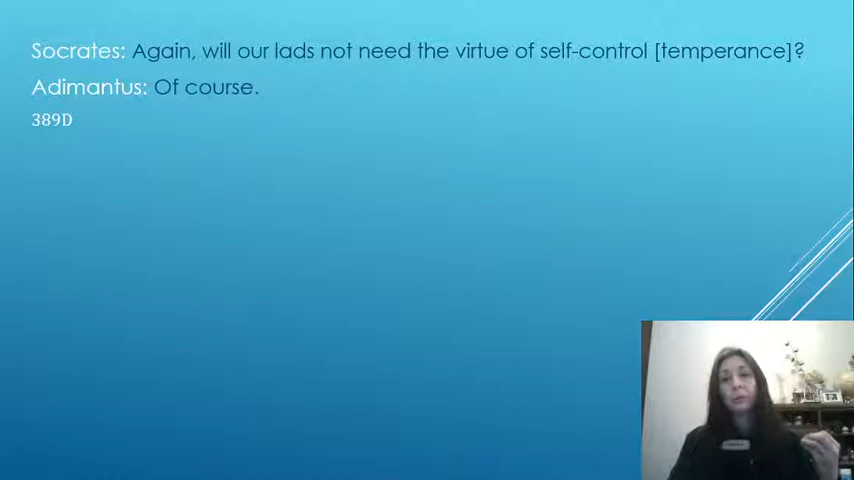 Socrates: Again, will our lads not need the virtue of self-control [temperance]?
Adimantus: Of course.
389D